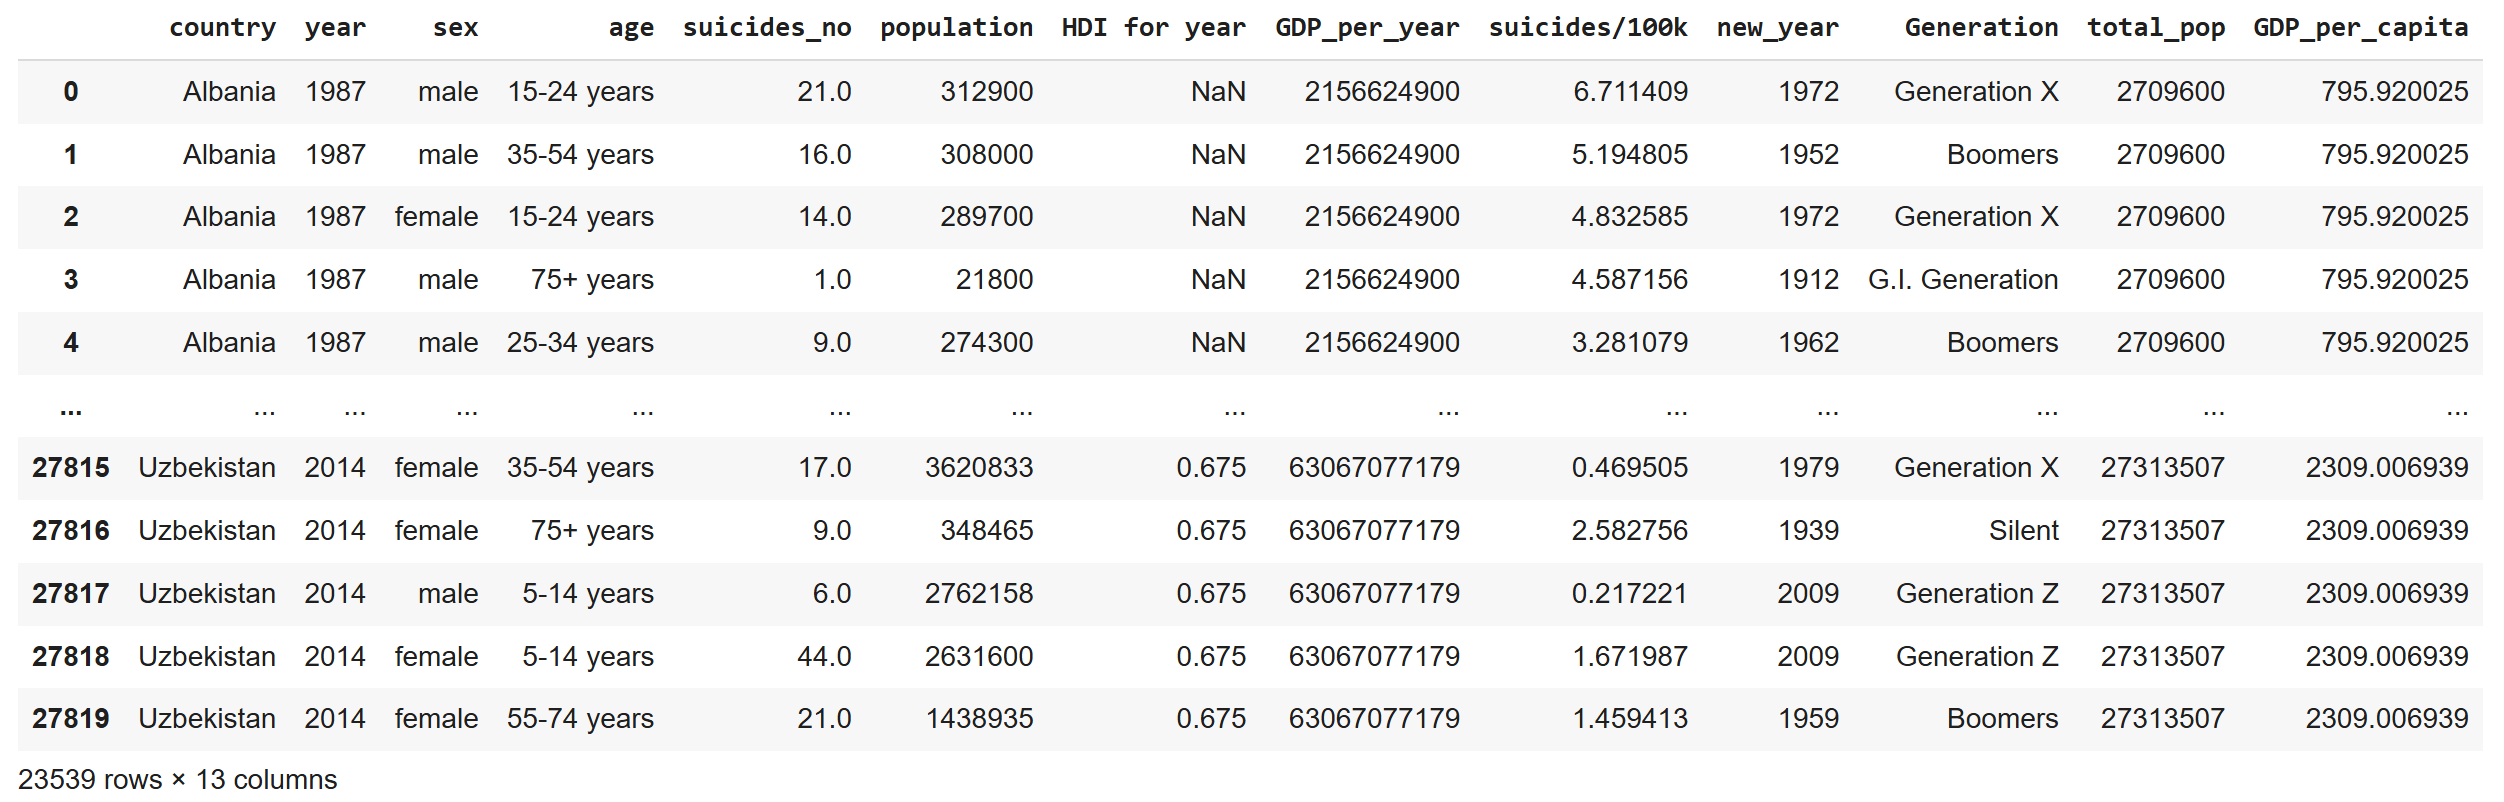 country year sex age suicides_no population HDI for year GDP_per_year suicides/100k new_year Generation total_pop GDP_per_capita
0 Albania 1987 male 15-24 years 21.0 312900 NaN 2156624900 6.711409 1972 Generation X 2709600 795.920025
1 Albania 1987 male 35-54 years 16.0 308000 NaN 2156624900 5.194805 1952 Boomers 2709600 795.920025
2 Albania 1987 female 15-24 years 14.0 289700 NaN 2156624900 4.832585 1972 Generation X 2709600 795.920025
3 Albania 1987 male 75+ years 1.0 21800 NaN 2156624900 4.587156 1912 G.I. Generation 2709600 795.920025
4 Albania 1987 male 25-34 years 9.0 274300 NaN 2156624900 3.281079 1962 Boomers 2709600 795.920025
... ... ... ... ... ... ... ... ... ... ... ... ... ...
27815 Uzbekistan 2014 female 35-54 years 17.0 3620833 0.675 63067077179 0.469505 1979 Generation X 27313507 2309.006939
27816 Uzbekistan 2014 female 75+ years 9.0 348465 0.675 63067077179 2.582756 1939 Silent 27313507 2309.006939
27817 Uzbekistan 2014 male 5-14 years 6.0 2762158 0.675 63067077179 0.217221 2009 Generation Z 27313507 2309.006939
27818 Uzbekistan 2014 female 5-14 years 44.0 2631600 0.675 63067077179 1.671987 2009 Generation Z 27313507 2309.006939
27819 Uzbekistan 2014 female 55-74 years 21.0 1438935 0.675 63067077179 1.459413 1959 Boomers 27313507 2309.006939
23539 rows × 13 columns